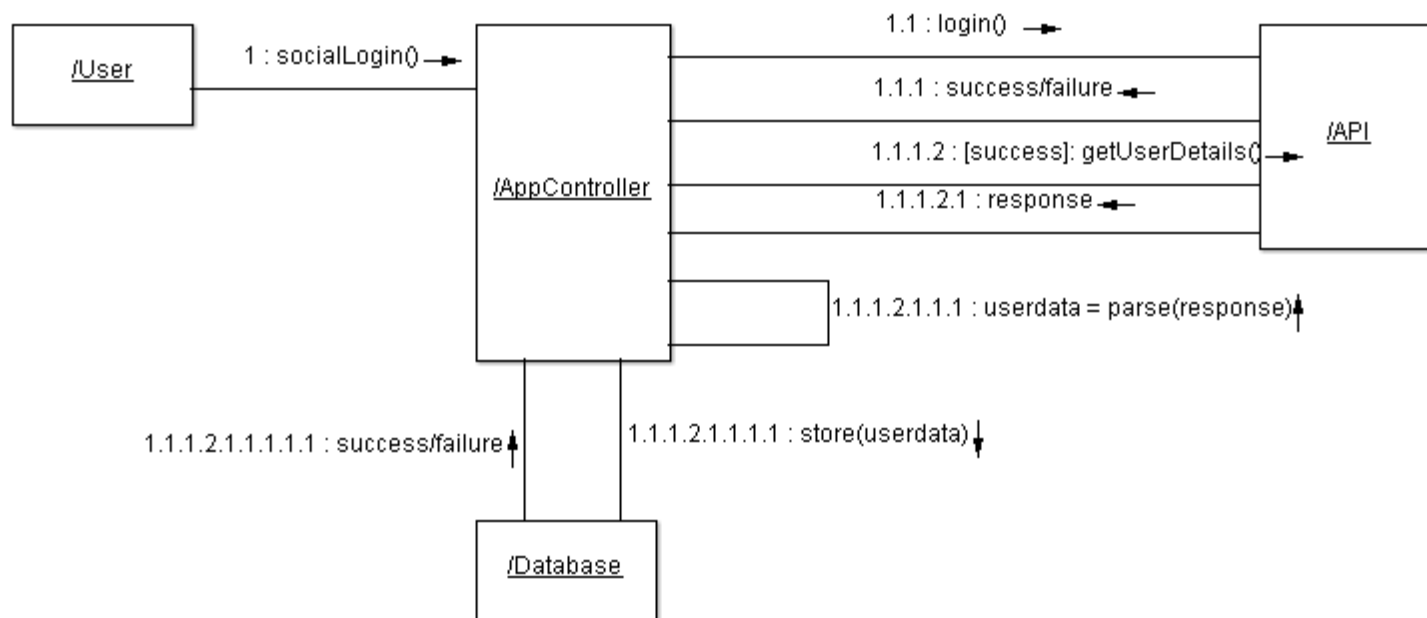 1.1 : login()
1 : socialLogin()
/User
1.1.1 : success/failure
/API
1.1.1.2 : [success]: getUserDetails()
/AppController
1.1.1.2.1 : response
1.1.1.2.1.1.1 : userdata = parse(response)
1.1.1.2.1.1.1.1.1 : success/failure
1.1.1.2.1.1.1.1 : store(userdata)
/Database